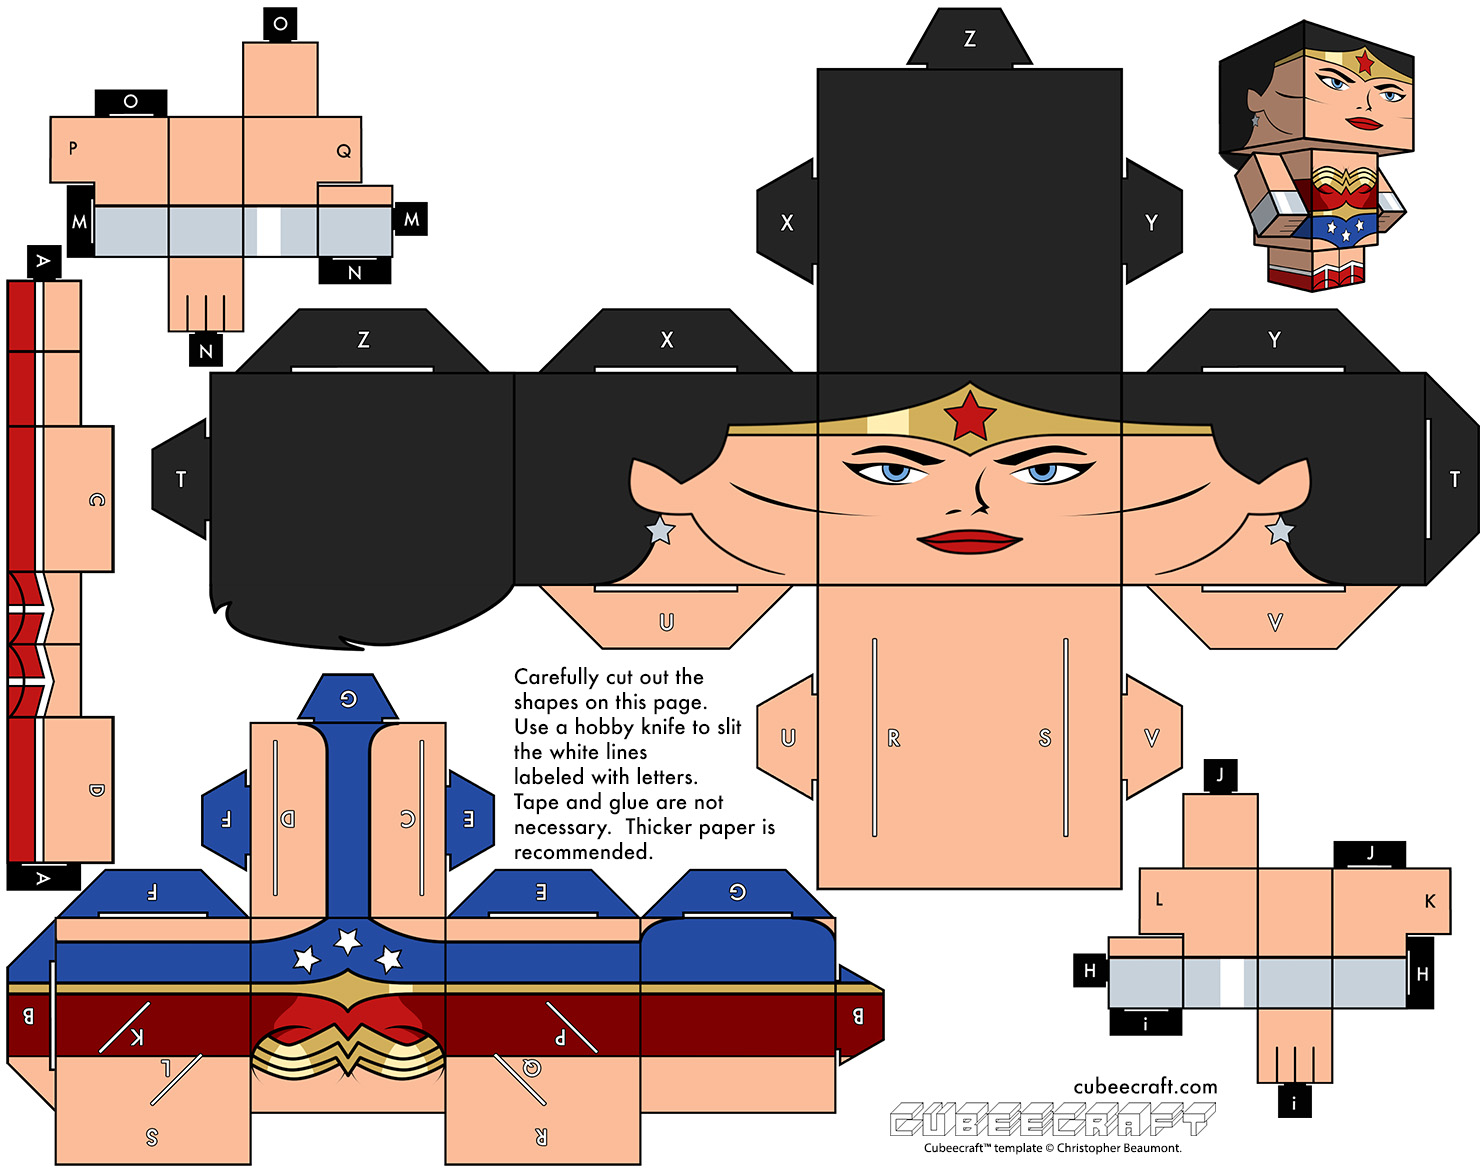 O
Z
O
P
Q
M
M
N
A
N
X
Y
Z
X
Y
C
T
T
U
V
Carefully cut out the
shapes on this page.
Use a hobby knife to slit
the white lines
labeled with letters.
Tape and glue are not
necessary. Thicker paper is
recommended.
G
U
R
S
V
D
F
D
C
E
J
A
F
E
G
J
L
K
H
H
B
K
P
B
i
L
Q
S
R
i
cubeecraft.com
CUBEECRAFT
Cubeecraft™ template © Christopher Beaumont.